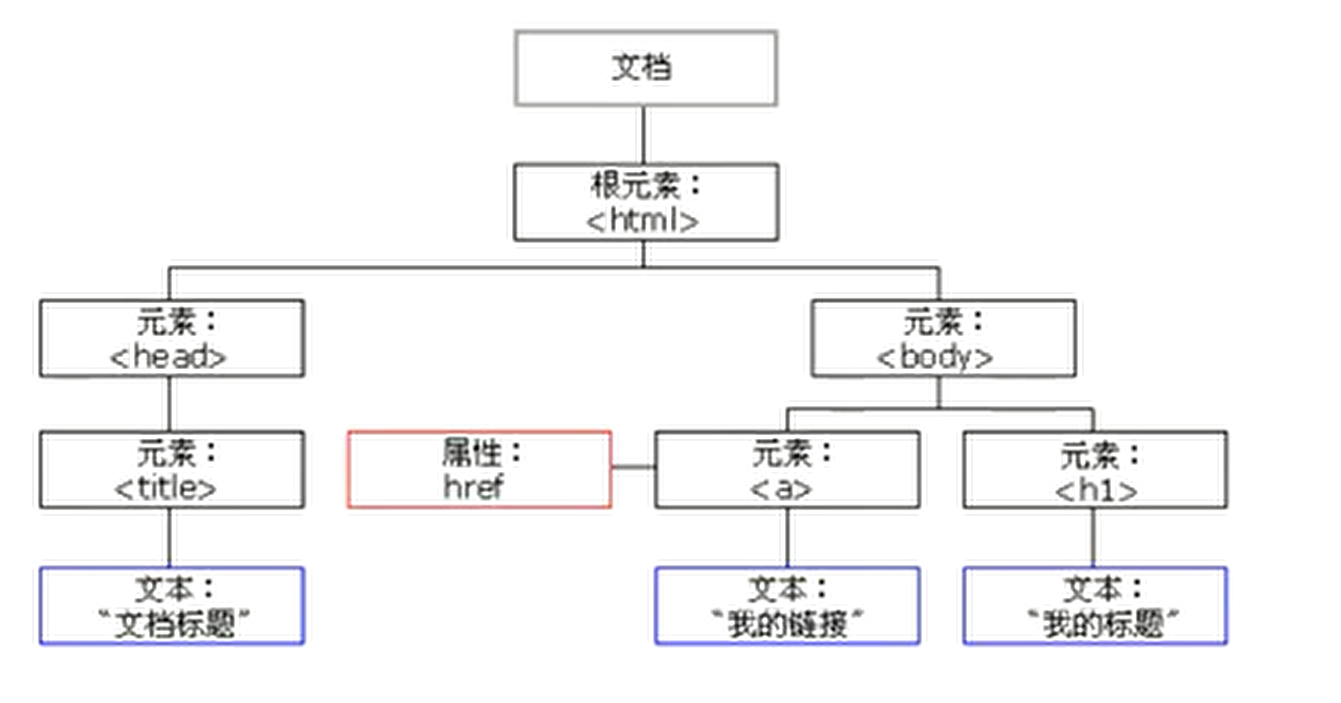 文档
根元素：
<html>
元素：
<head>
元素：
<body>
元素：
<title>
属性：
href
元素：
<a>
元素：
<h1>
文本：
“文档标题”
文本：
“我的链接”
文本：
“我的标题”